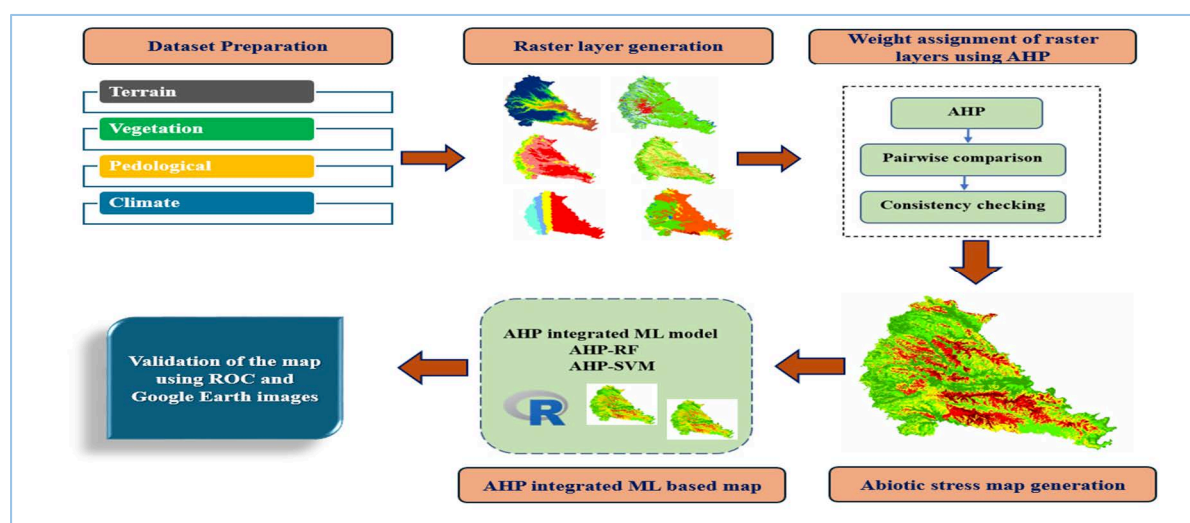 Dataset Preparation
Terrain
Vegetation
Pedological
Climate
Raster layer generation
Weight assignment of raster
layers using AHP
AHP
Pairwise comparison
Consistency checking
Abiotic stress map generation
AHP integrated ML model
AHP-RF
AHP-SVM
R
AHP integrated ML based map
Validation of the map
using ROC and
Google Earth images